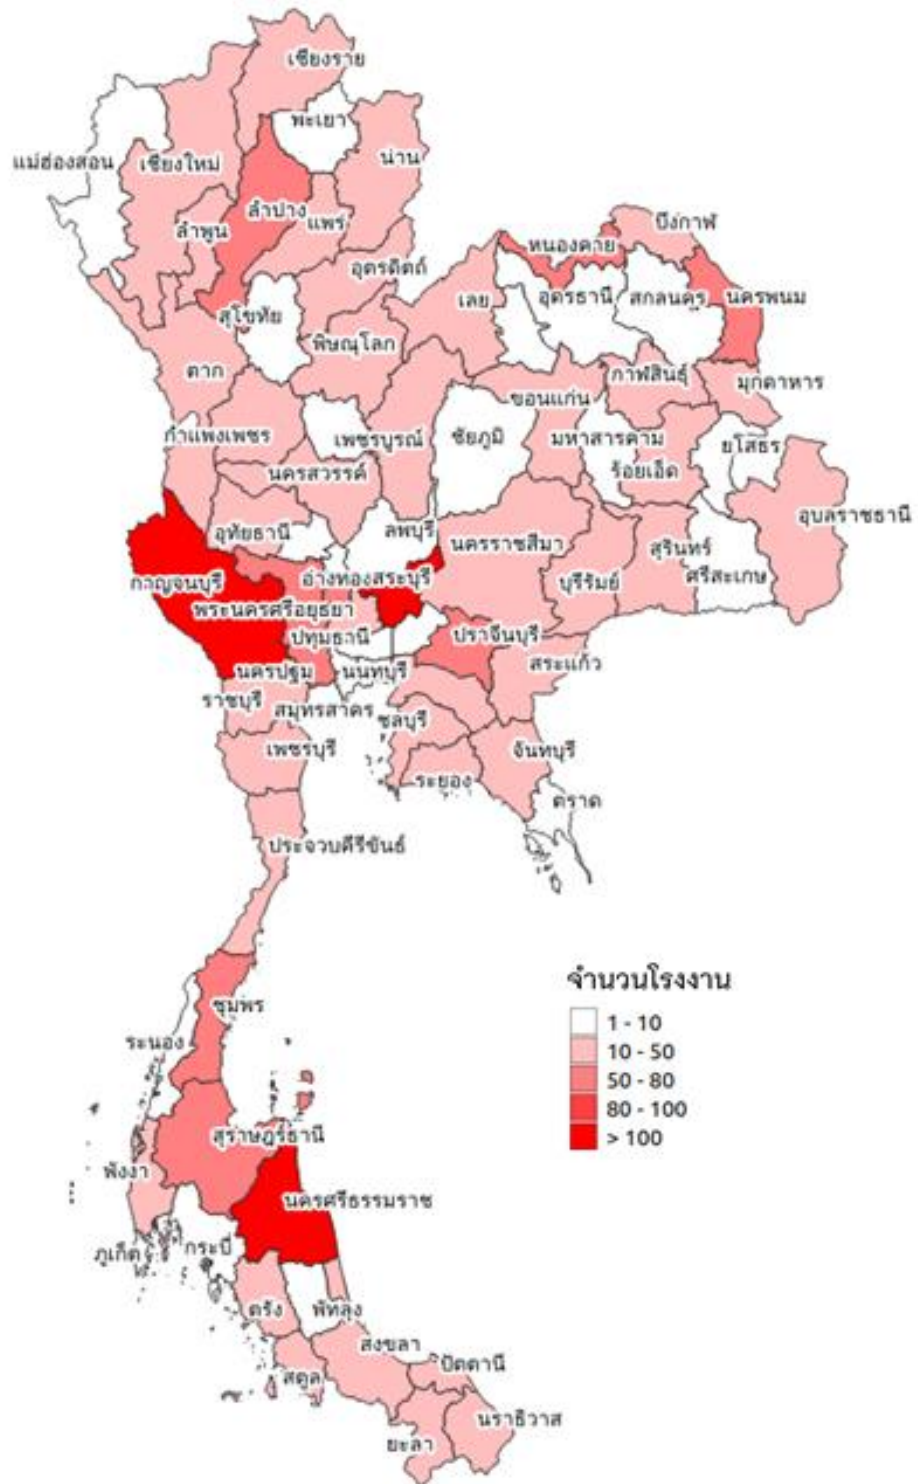 เชียงราย
พะเยา
แม่ฮ่องสอน
เชียงใหม่
น่าน
ลำปาง
ลำพูน
แพร่
บึงกาฬ
หนองคาย
อุตรดิตถ์
เลย
อุดรธานี
สกลนคร
นครพนม
สุโขทัย
พิษณุโลก
ตาก
กาฬสินธุ์
มุกดาหาร
ขอนแก่น
กำแพงเพชร
เพชรบูรณ์
ชัยภูมิ
มหาสารคาม
ยโสธร
นครสวรรค์
ร้อยเอ็ด
อุบลราชธานี
อุทัยธานี
ลพบุรี
นครราชสีมา
สุรินทร์
กาญจนบุรี
อ่างทอง
สระบุรี
บุรีรัมย์
ศรีสะเกษ
พระนครศรีอยุธยา
ปทุมธานี
ปราจีนบุรี
สระแก้ว
นครปฐม
นนทบุรี
ราชบุรี
สมุทรสาคร
ชลบุรี
เพชรบุรี
จันทบุรี
ระยอง
ตราด
ประจวบคีรีขันธ์
จำนวนโรงงาน
1 - 10
10 - 50
50 - 80
80 - 100
> 100
ชุมพร
ระนอง
สุราษฎร์ธานี
พังงา
นครศรีธรรมราช
ภูเก็ต
กระบี่
ตรัง
พัทลุง
สงขลา
ปัตตานี
สตูล
นราธิวาส
ยะลา